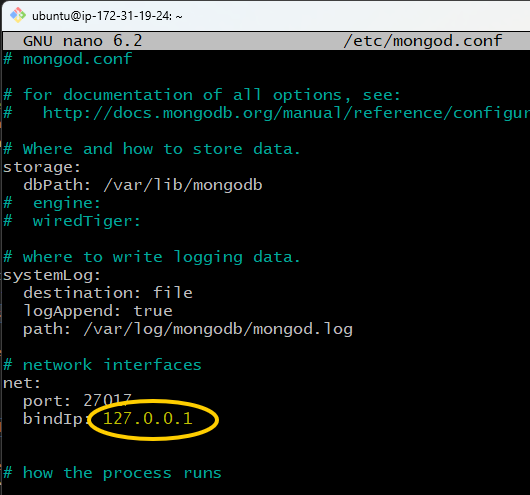 ubuntu@ip-172-31-19-24: ~
GNU nano 6.2 /etc/mongod.conf
# mongod.conf
# for documentation of all options, see:
#   http://docs.mongodb.org/manual/reference/configur
# Where and how to store data.
storage:
  dbPath: /var/lib/mongodb
#  engine:
#  wiredTiger:
# where to write logging data.
systemLog:
  destination: file
  logAppend: true
  path: /var/log/mongodb/mongod.log
# network interfaces
net:
  port: 27017
  bindIp: 127.0.0.1
# how the process runs